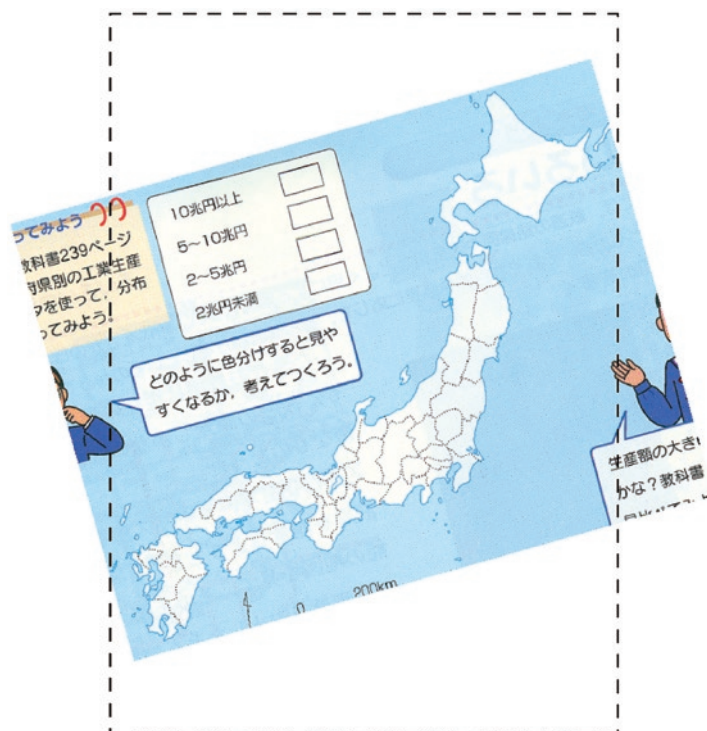 ってみよう
教科書239ページ
府県別の工業生産
タを使って，分布
ってみよう。
10兆円以上
5〜10兆円
2〜5兆円
2兆円未満
どのように色分けすると見や
すくなるか，考えてつくろう。
生産額の大き
かな？教科書
0
200km